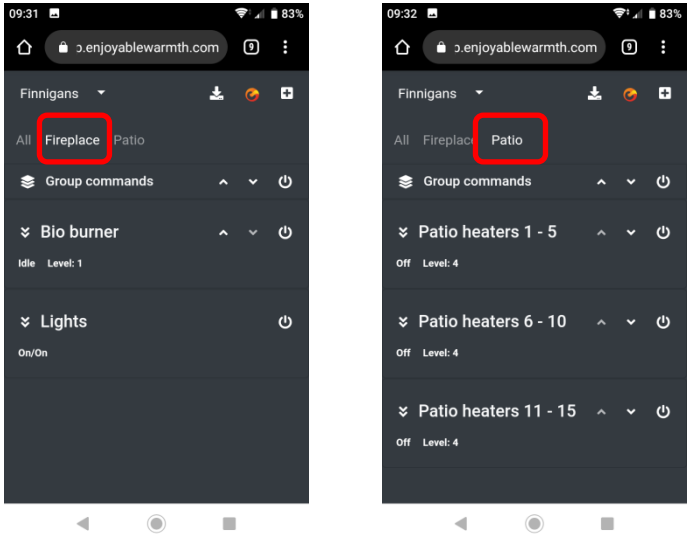 09:31 83%
ɔ.enjoyablewarmth.com 9
Finnigans
All Fireplace Patio
Group commands
Bio burner
Idle Level: 1
Lights
On/On
09:32 83%
ɔ.enjoyablewarmth.com 9
Finnigans
All Fireplac Patio
Group commands
Patio heaters 1 - 5
Off Level: 4
Patio heaters 6 - 10
Off Level: 4
Patio heaters 11 - 15
Off Level: 4